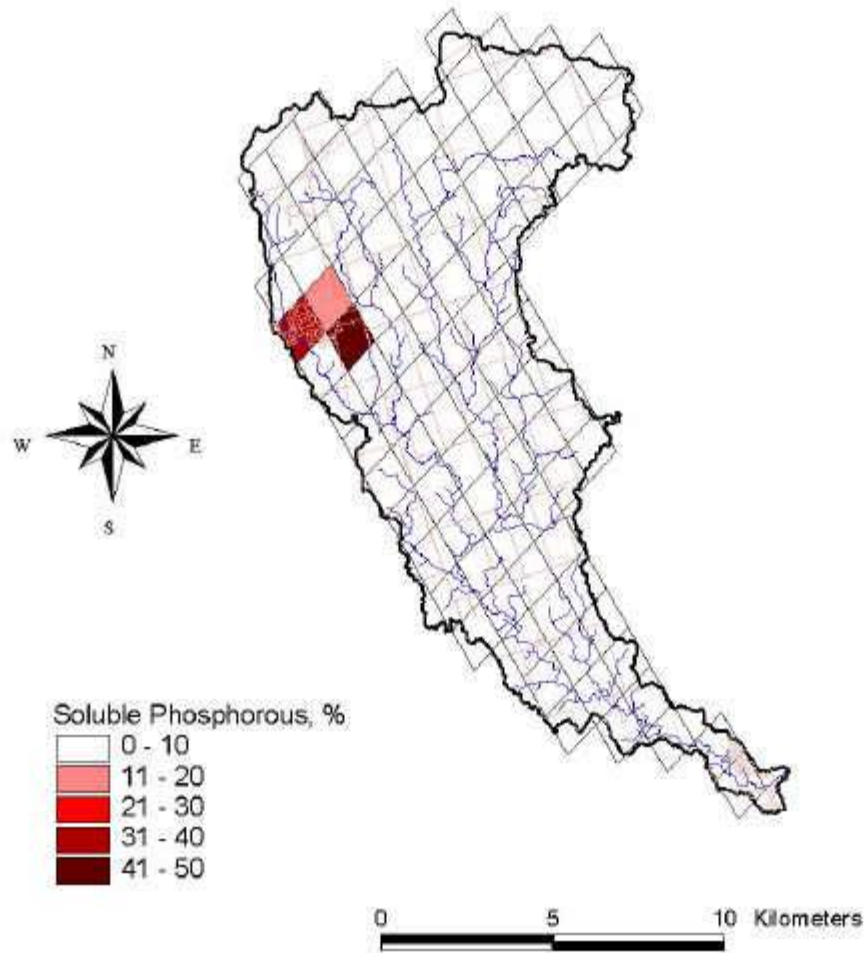 N
W E
S
Soluble Phosphorous, %
0 - 10
11 - 20
21 - 30
31 - 40
41 - 50
0 5 10 Kilometers